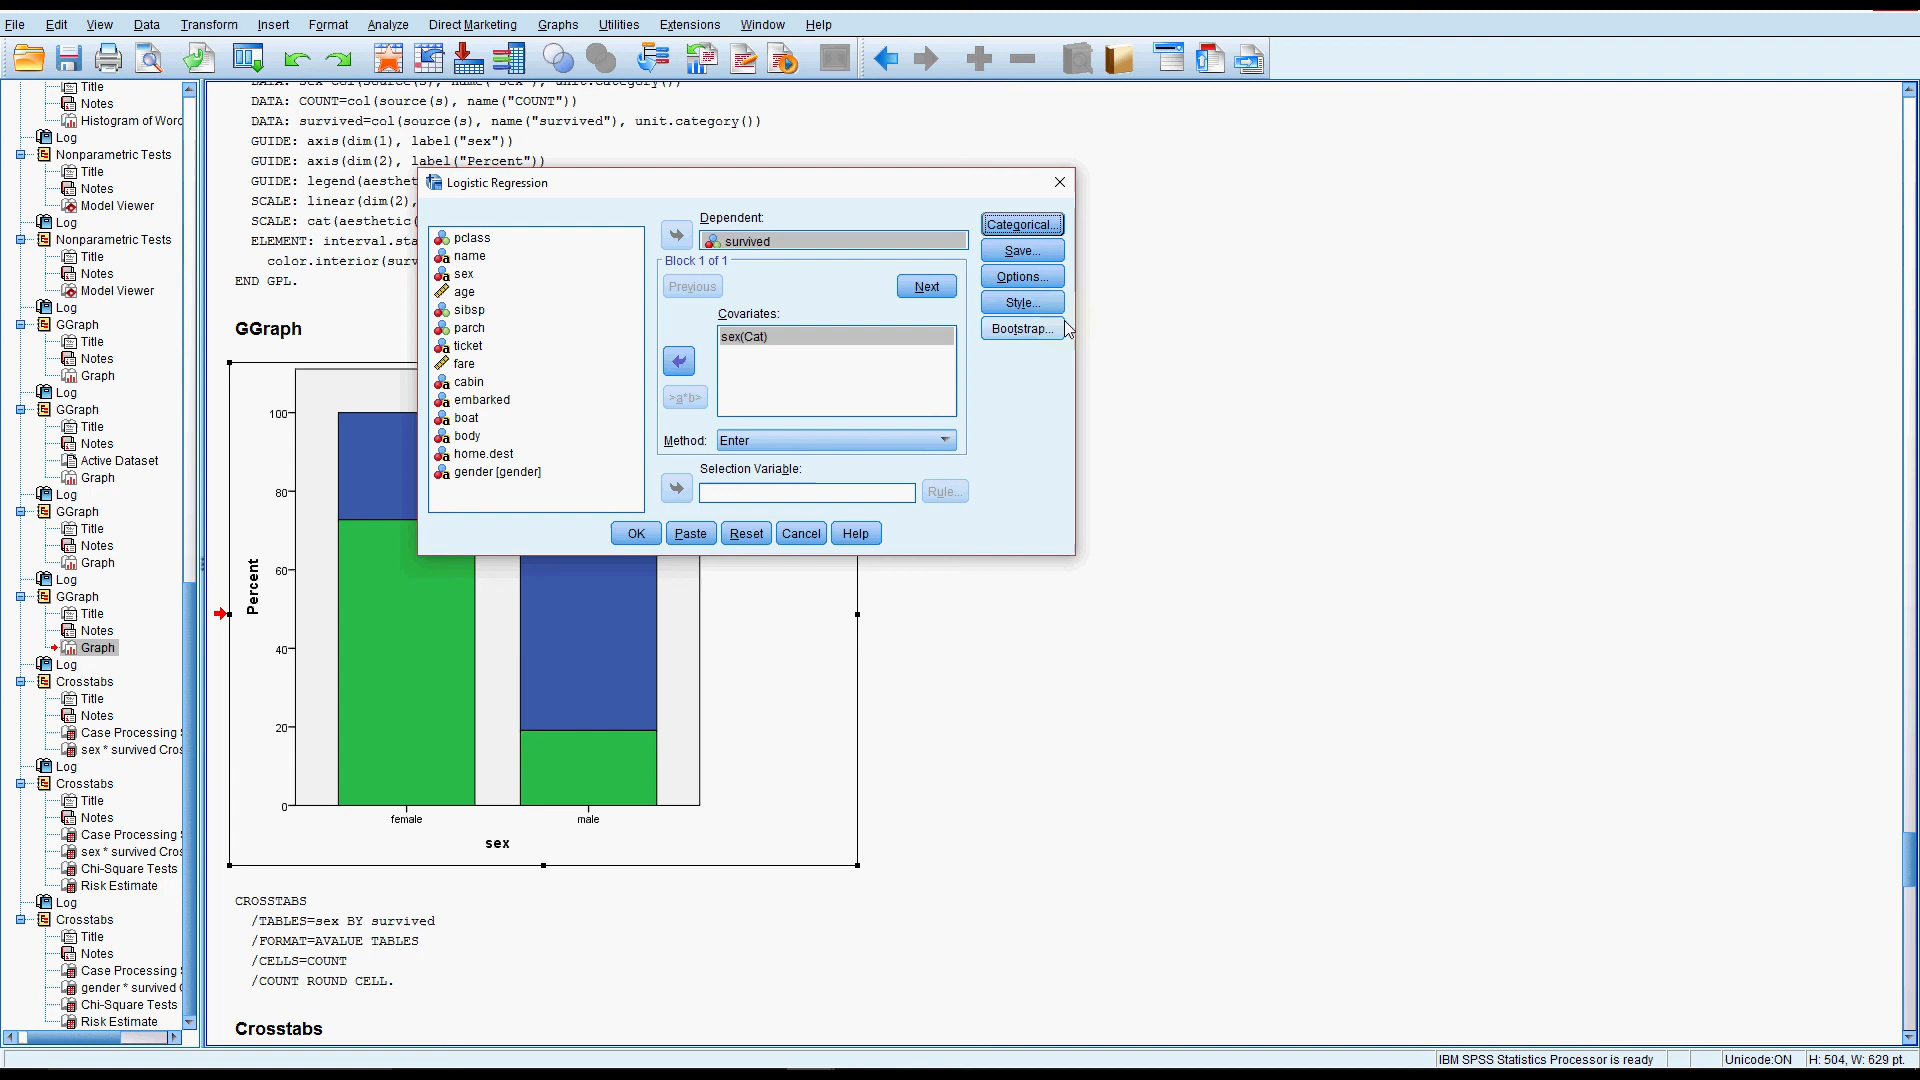 File Edit View Data Transform Insert Format Analyze Direct Marketing Graphs Utilities Extensions Window Help
Title
Notes
Histogram of Word
Log
Nonparametric Tests
Title
Notes
Model Viewer
Log
Nonparametric Tests
Title
Notes
Model Viewer
Log
GGraph
Title
Notes
Graph
Log
GGraph
Title
Notes
Active Dataset
Graph
Log
GGraph
Title
Notes
Graph
Log
GGraph
Title
Notes
Graph
Log
Crosstabs
Title
Notes
Case Processing
sex * survived Cros
Log
Crosstabs
Title
Notes
Case Processing
sex * survived Cros
Chi-Square Tests
Risk Estimate
Log
Crosstabs
Title
Notes
Case Processing
gender * survived
Chi-Square Tests
Risk Estimate
DATA: sex=col(source(s), name("sex"), unit.category())
DATA: COUNT=col(source(s), name("COUNT"))
DATA: survived=col(source(s), name("survived"), unit.category())
GUIDE: axis(dim(1), label("sex"))
GUIDE: axis(dim(2), label("Percent"))
GUIDE: legend(aesthet
SCALE: linear(dim(2),
SCALE: cat(aesthetic(
ELEMENT: interval.sta
color.interior(surv
END GPL.
GGraph
100
80
60
40
20
0
Percent
female
male
sex
CROSSTABS
/TABLES=sex BY survived
/FORMAT=AVALUE TABLES
/CELLS=COUNT
/COUNT ROUND CELL.
Crosstabs
Logistic Regression
pclass
name
sex
age
sibsp
parch
ticket
fare
cabin
embarked
boat
body
home.dest
gender [gender]
Dependent:
survived
Block 1 of 1
Previous
Next
Covariates:
sex(Cat)
>a*b>
Method: Enter
Selection Variable:
Rule...
Categorical...
Save...
Options...
Style...
Bootstrap...
OK Paste Reset Cancel Help
IBM SPSS Statistics Processor is ready Unicode:ON H: 504, W: 629 pt.